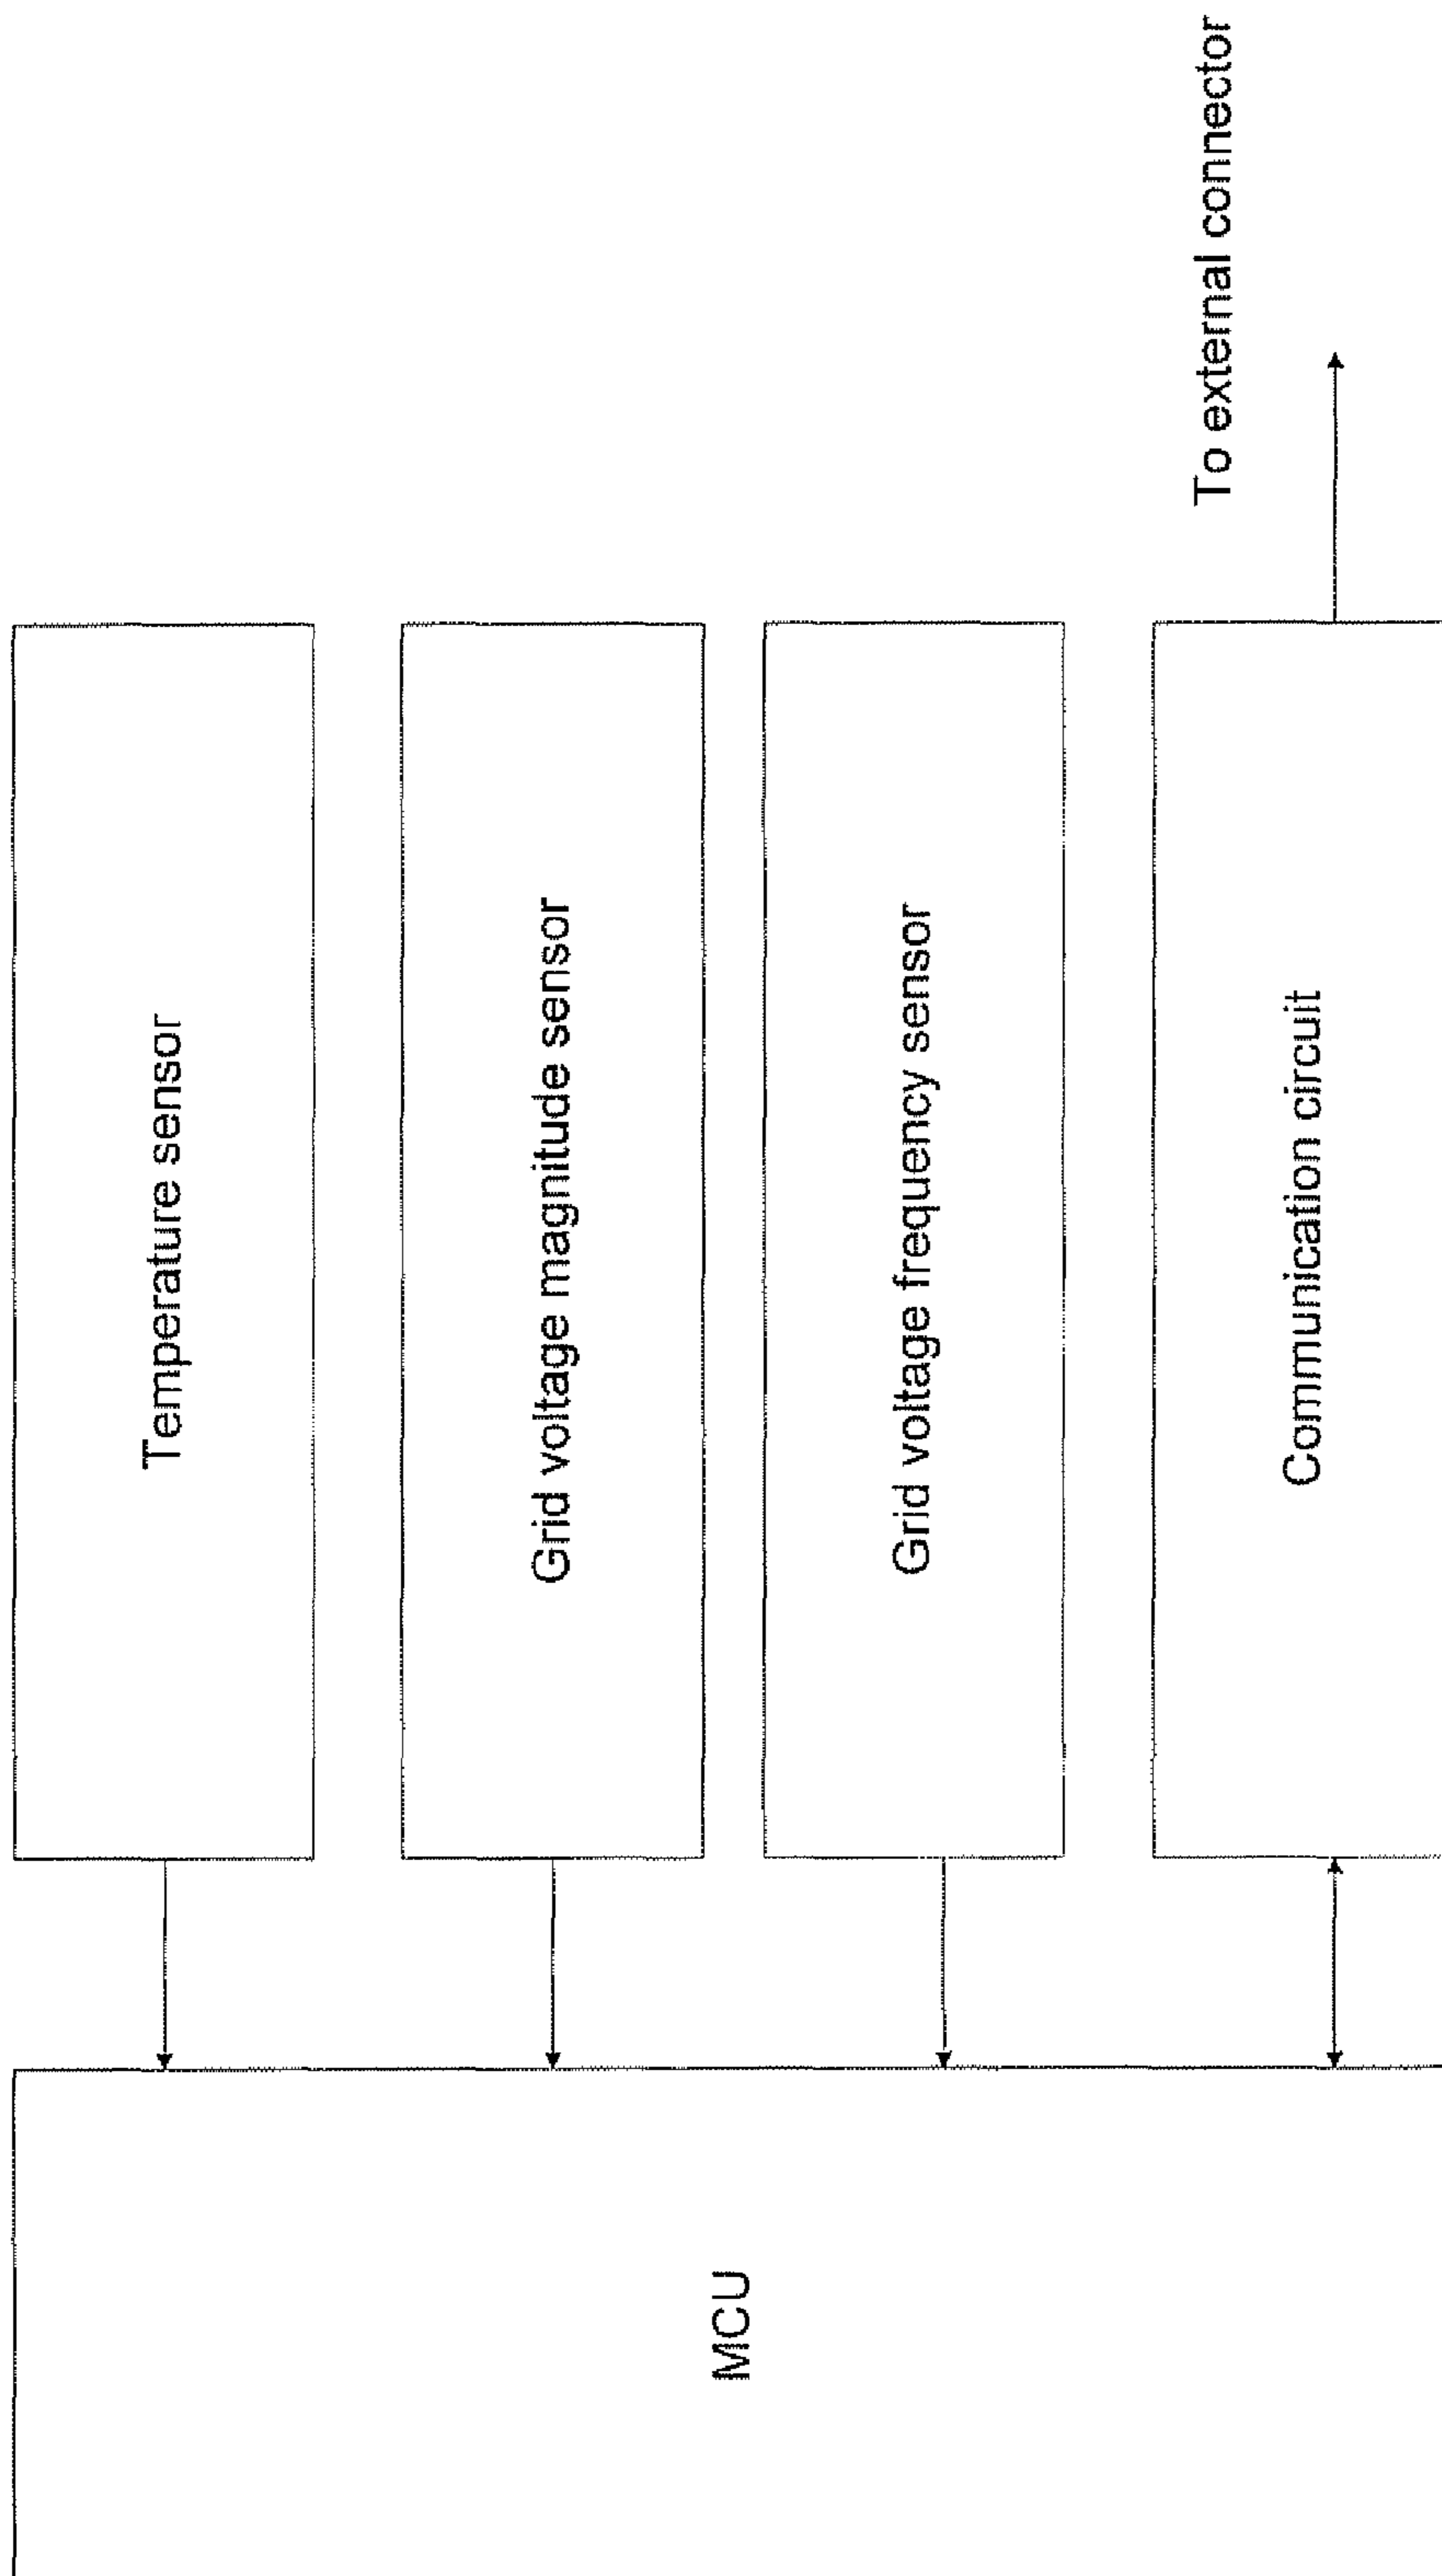 MCU
Temperature sensor
Grid voltage magnitude sensor
Grid voltage frequency sensor
Communication circuit
To external connector